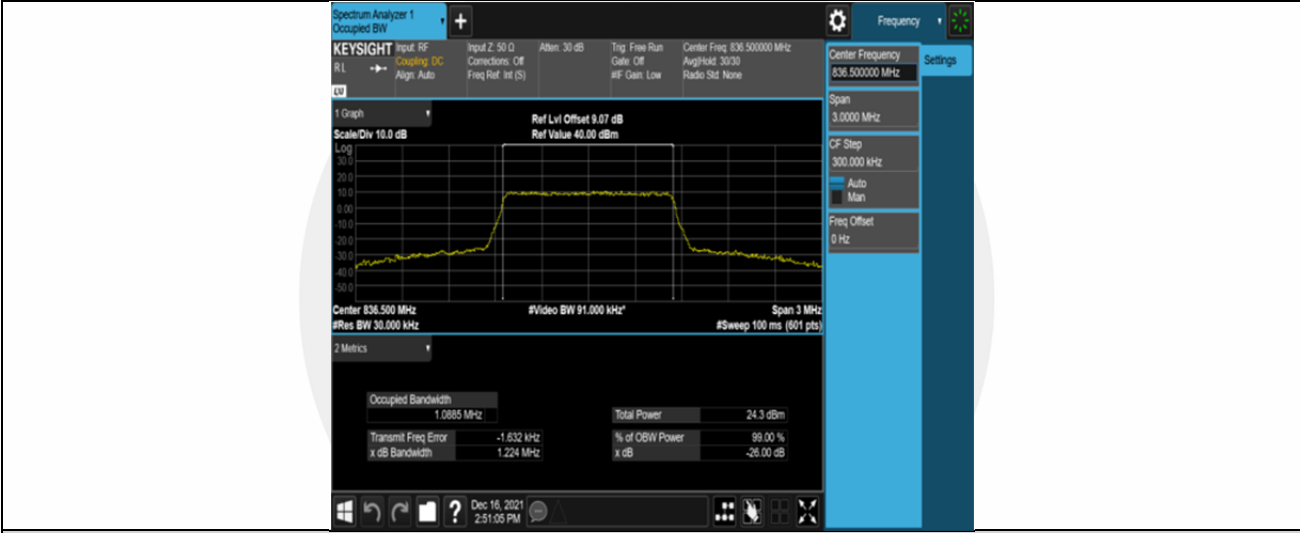 Spectrum Analyzer 1
Occupied BW
+
Frequency
KEYSIGHT
RL
LXI
Input: RF
Coupling: DC
Align: Auto
Input Z: 50 Ω
Corrections: Off
Freq Ref: Int (S)
Atten: 30 dB
Trig: Free Run
Gate: Off
#IF Gain: Low
Center Freq: 836.500000 MHz
Avg|Hold: 30/30
Radio Std: None
Center Frequency
836.500000 MHz
Settings
Span
3.0000 MHz
CF Step
300.000 kHz
Auto
Man
Freq Offset
0 Hz
1 Graph
Ref Lvl Offset 9.07 dB
Scale/Div 10.0 dB
Ref Value 40.00 dBm
Log
30.0
20.0
10.0
0.00
-10.0
-20.0
-30.0
-40.0
-50.0
Center 836.500 MHz
#Video BW 91.000 kHz*
Span 3 MHz
#Res BW 30.000 kHz
#Sweep 100 ms (601 pts)
2 Metrics
Occupied Bandwidth
1.0885 MHz
Total Power 24.3 dBm
Transmit Freq Error -1.632 kHz
% of OBW Power 99.00 %
x dB Bandwidth 1.224 MHz
x dB -26.00 dB
?
Dec 16, 2021
2:51:05 PM